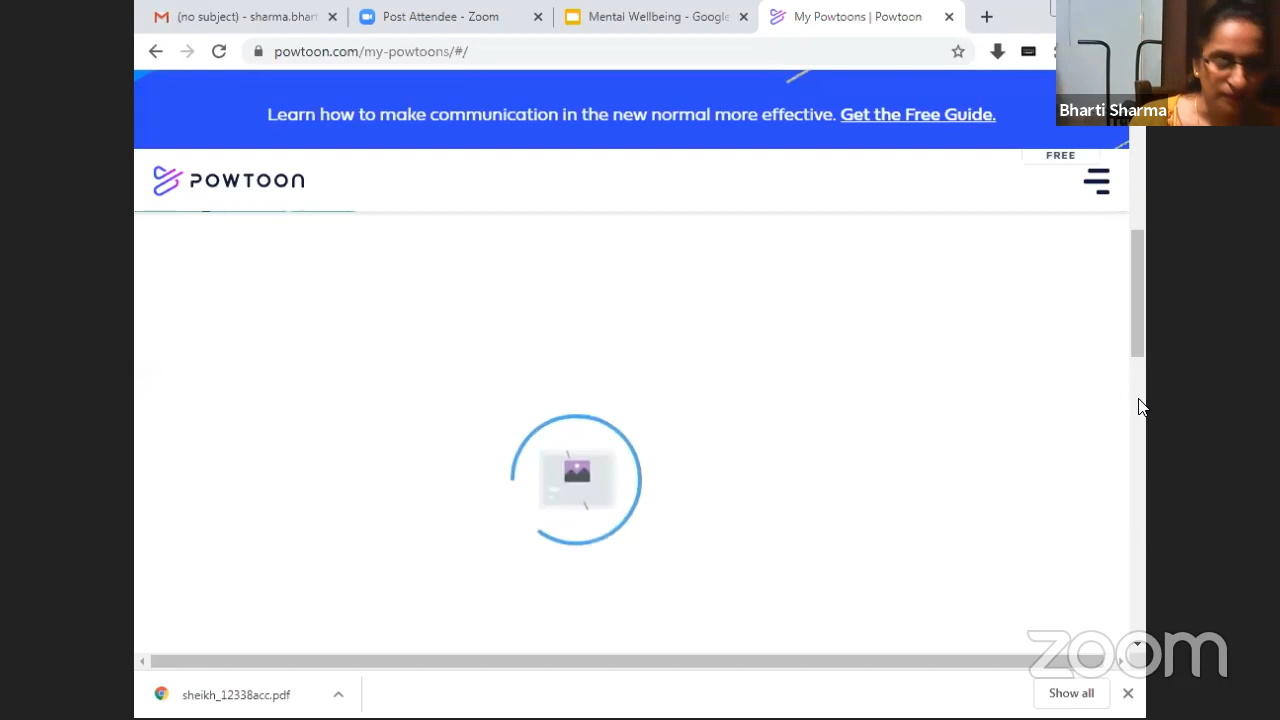 (no subject) - sharma.bhart
Post Attendee - Zoom
Mental Wellbeing - Google
My Powtoons | Powtoon
powtoon.com/my-powtoons/#/
Learn how to make communication in the new normal more effective. Get the Free Guide.
Bharti Sharma
FREE
POWTOON
zoom
sheikh_12338acc.pdf
Show all